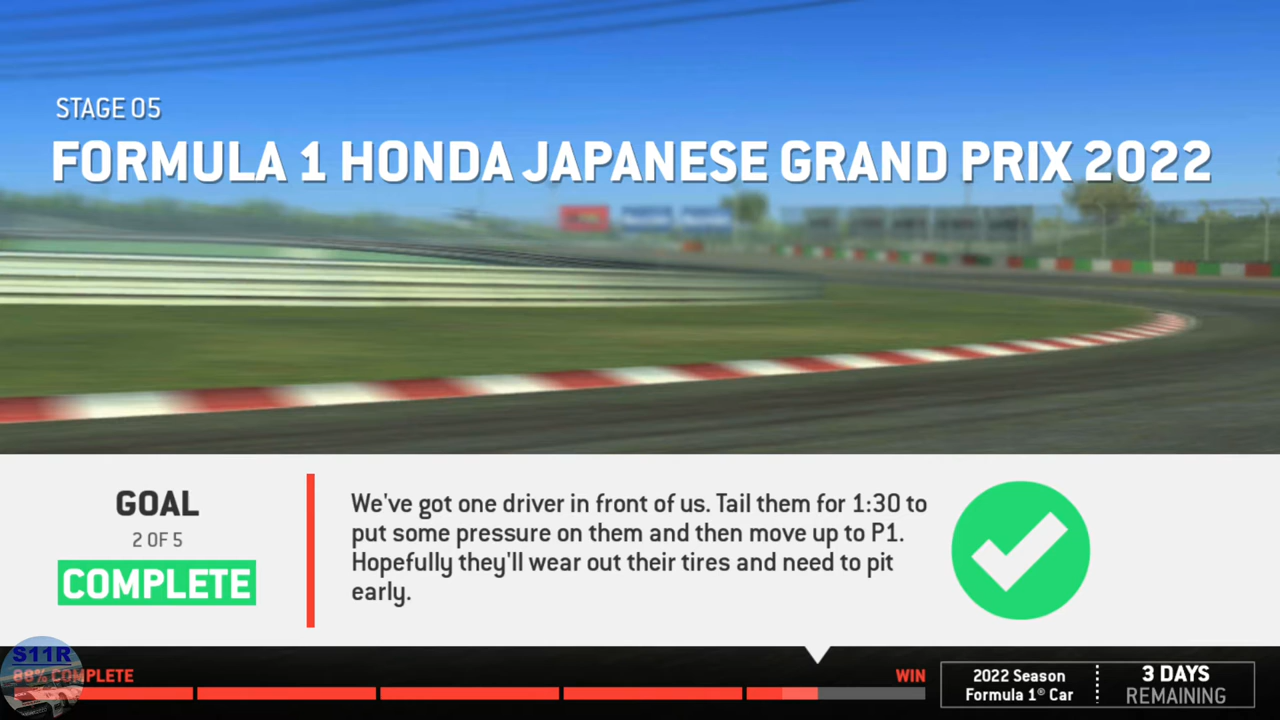 STAGE 05
FORMULA 1 HONDA JAPANESE GRAND PRIX 2022
GOAL
2 OF 5
COMPLETE
We've got one driver in front of us. Tail them for 1:30 to
put some pressure on them and then move up to P1.
Hopefully they'll wear out their tires and need to pit
early.
S11R
88% COMPLETE
WIN
2022 Season
Formula 1® Car
3 DAYS
REMAINING